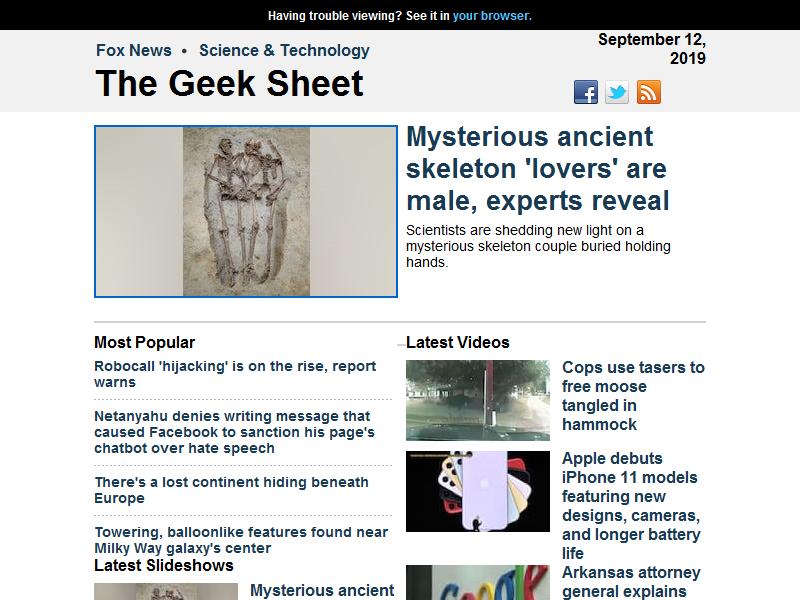 Having trouble viewing? See it in your browser.
Fox News • Science & Technology
The Geek Sheet
September 12,
2019
Mysterious ancient
skeleton 'lovers' are
male, experts reveal
Scientists are shedding new light on a
mysterious skeleton couple buried holding
hands.
Most Popular
Robocall 'hijacking' is on the rise, report
warns
Netanyahu denies writing message that
caused Facebook to sanction his page's
chatbot over hate speech
There's a lost continent hiding beneath
Europe
Towering, balloonlike features found near
Milky Way galaxy's center
Latest Slideshows
Mysterious ancient
Latest Videos
Cops use tasers to
free moose
tangled in
hammock
Apple debuts
iPhone 11 models
featuring new
designs, cameras,
and longer battery
life
Arkansas attorney
general explains